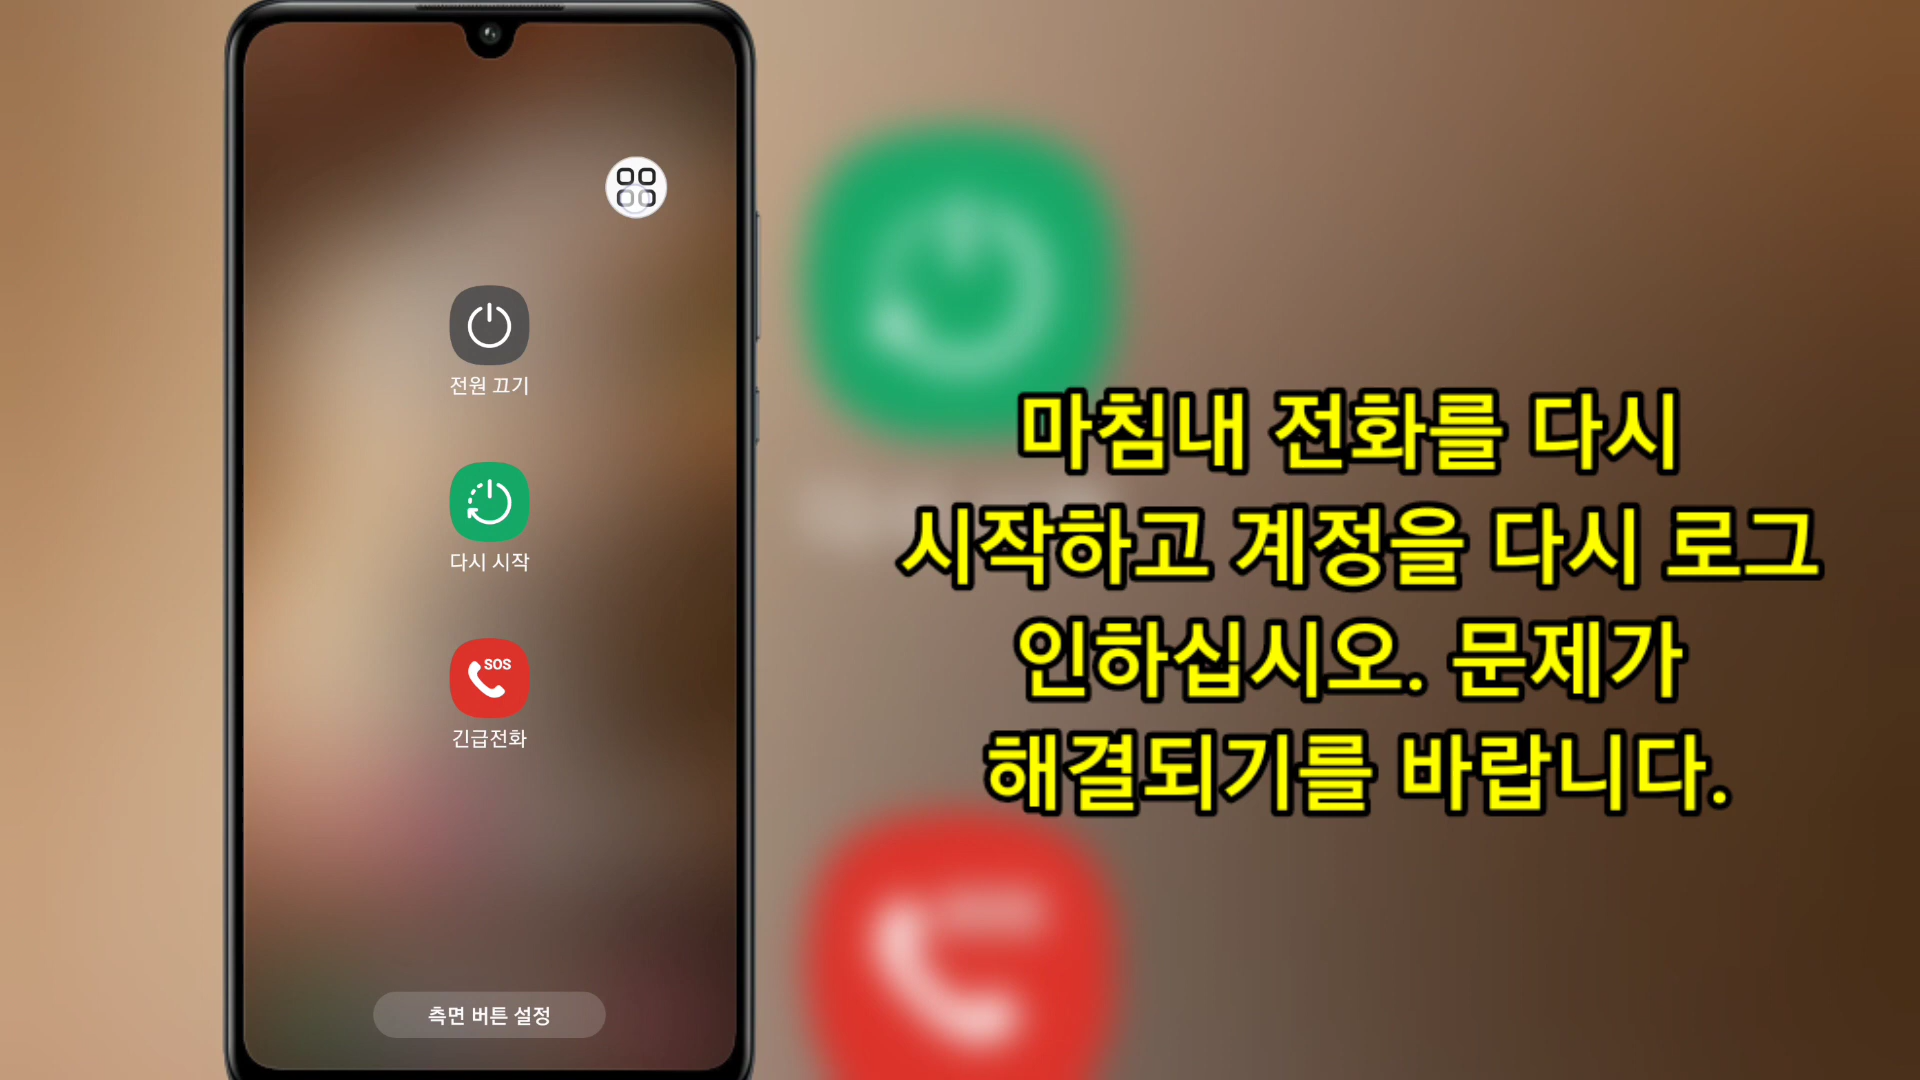 전원 끄기
다시 시작
SOS
긴급전화
측면 버튼 설정
마침내 전화를 다시
시작하고 계정을 다시 로그
인하십시오. 문제가
해결되기를 바랍니다.